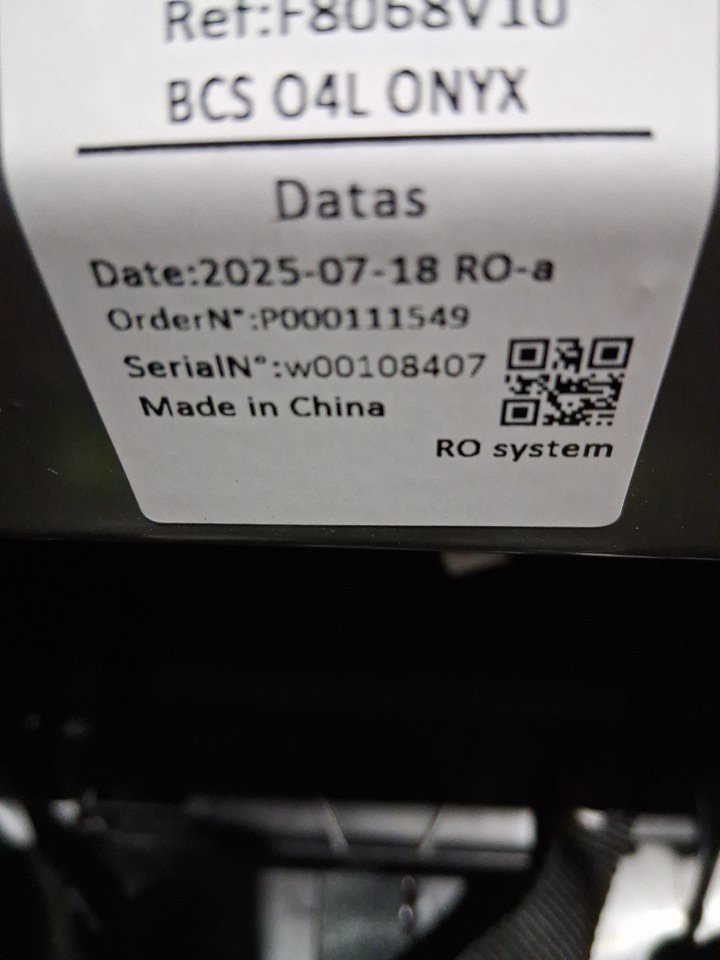 Ref:F8068V10
BCS 04L ONYX
Datas
Date:2025-07-18 RO-a
OrderN°:P000111549
SerialN°:w00108407
Made in China
RO system